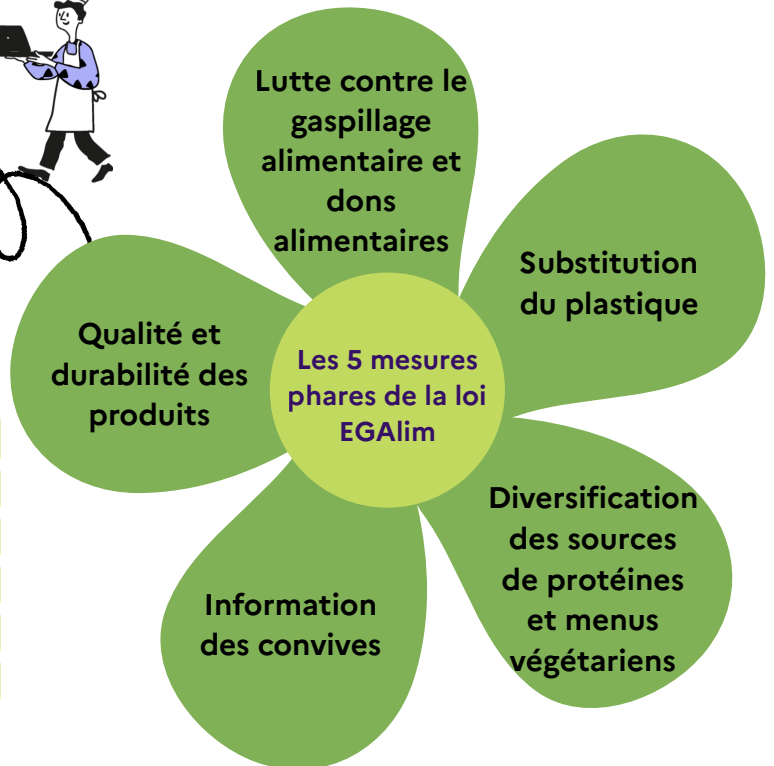 Lutte contre le
gaspillage
alimentaire et
dons
alimentaires
Substitution
du plastique
Qualité et
durabilité des
produits
Les 5 mesures
phares de la loi
EGAlim
Diversification
des sources
de protéines
et menus
végétariens
Information
des convives